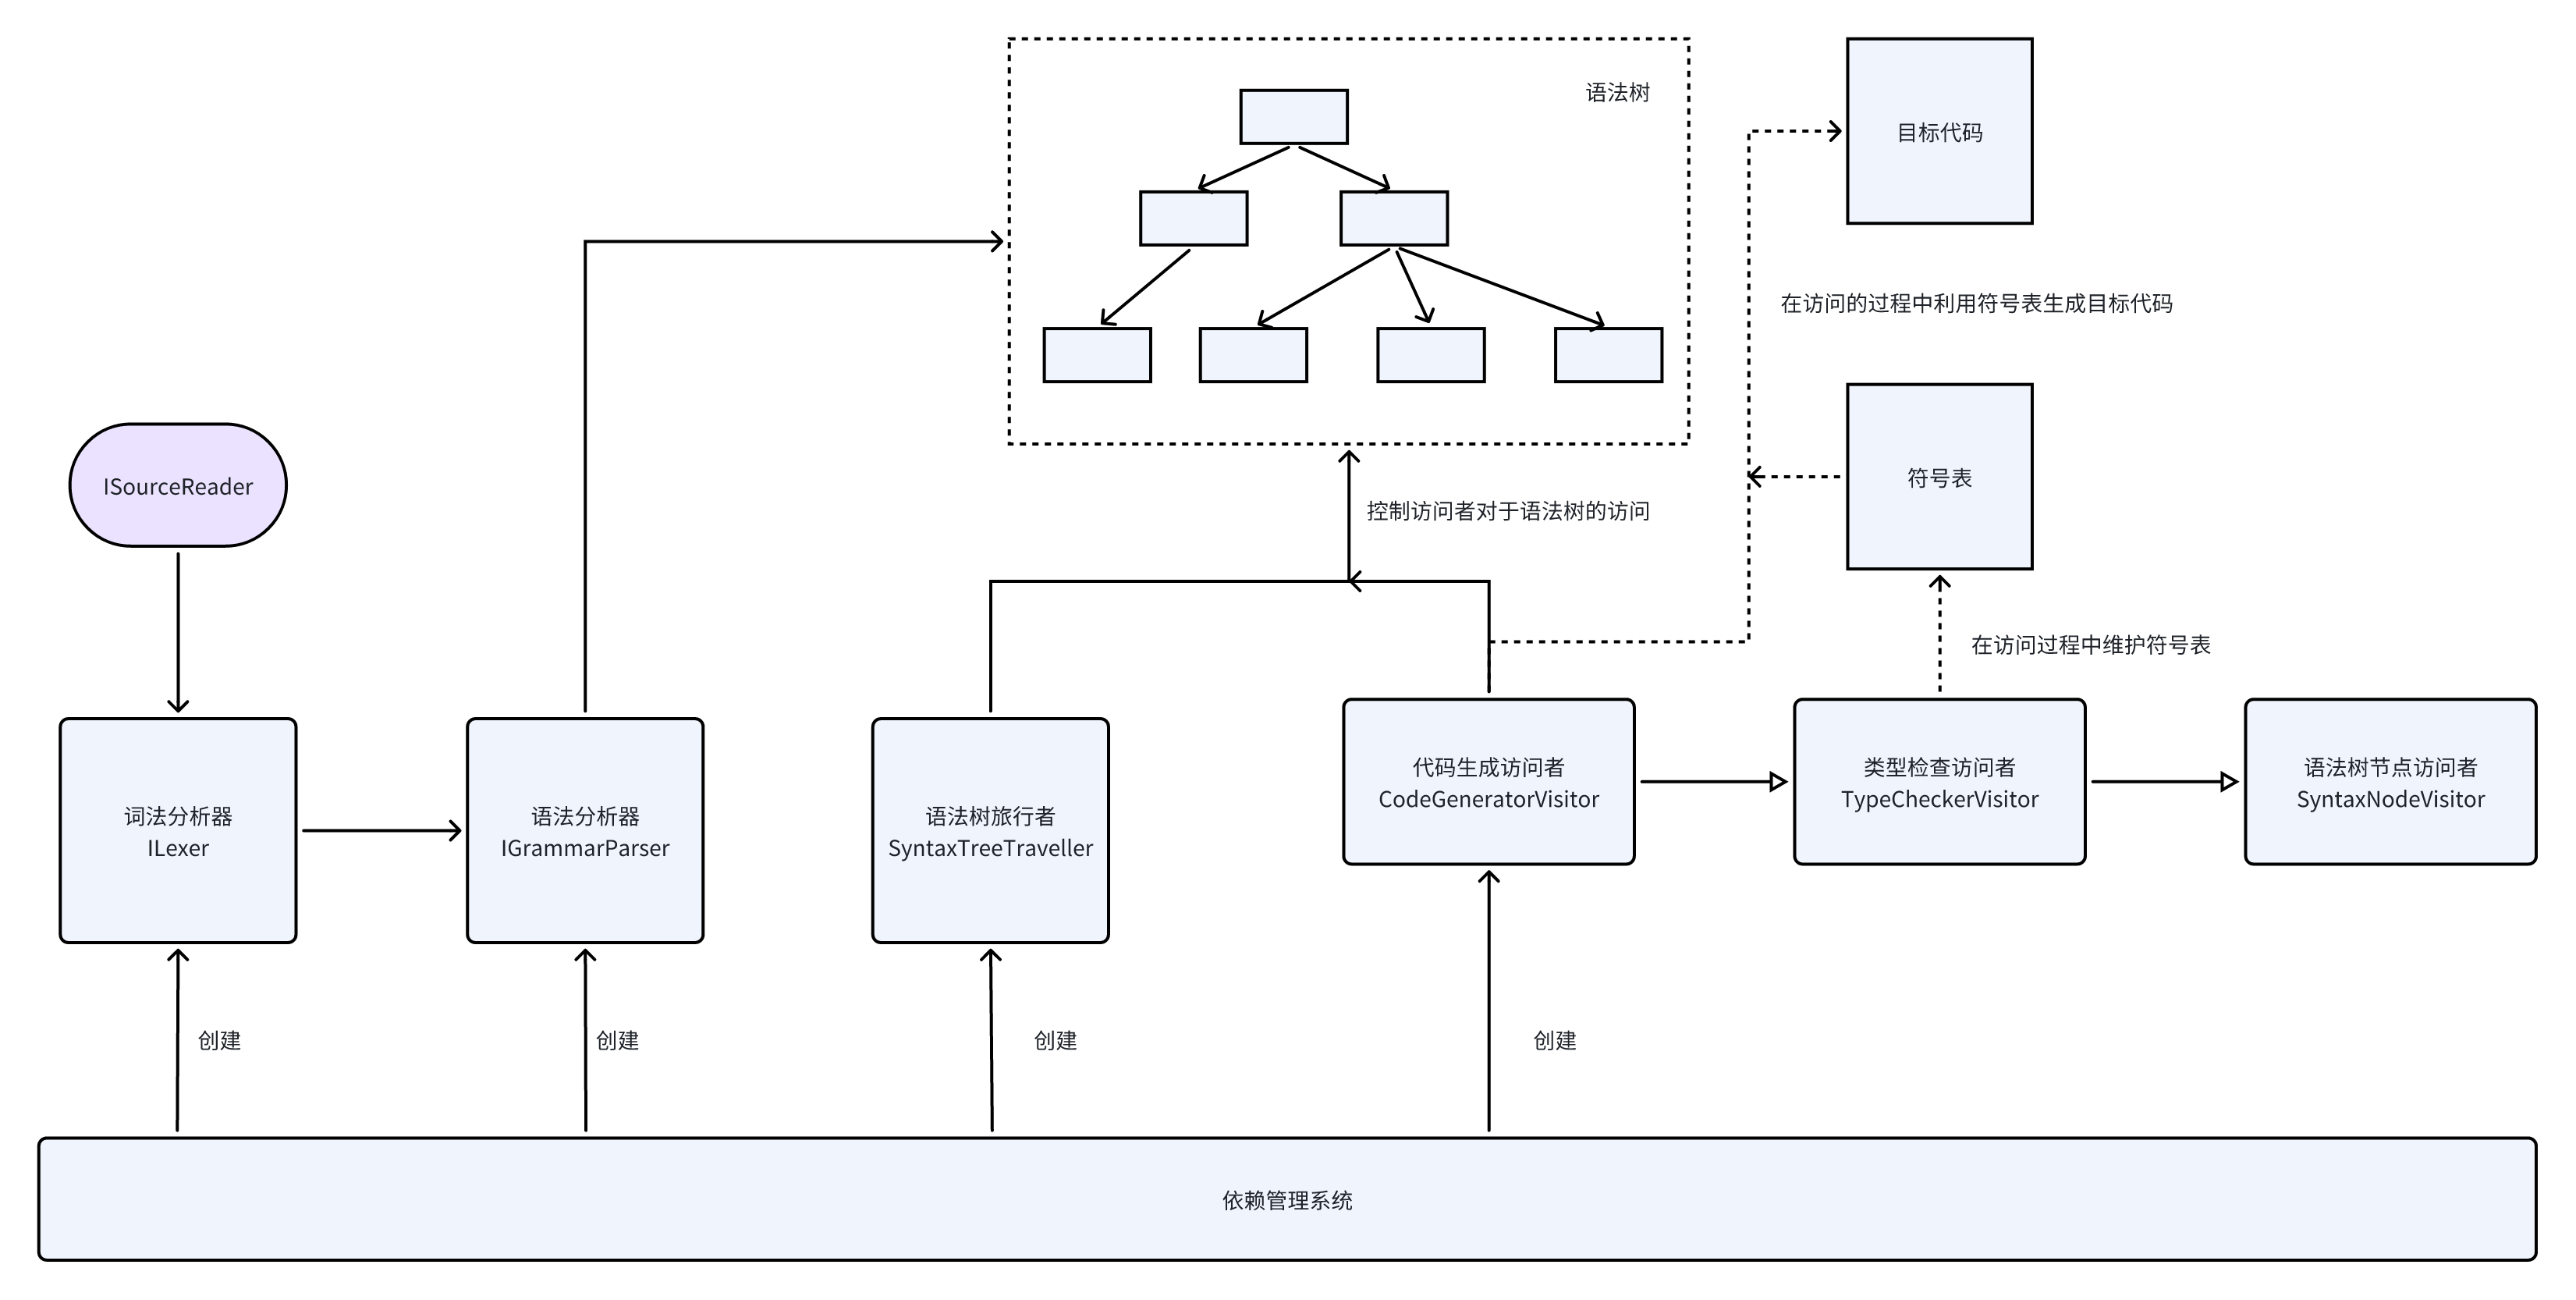 语法树
目标代码
在访问的过程中利用符号表生成目标代码
ISourceReader
符号表
控制访问者对于语法树的访问
在访问过程中维护符号表
词法分析器
ILexer
语法分析器
IGrammarParser
语法树旅行者
SyntaxTreeTraveller
代码生成访问者
CodeGeneratorVisitor
类型检查访问者
TypeCheckerVisitor
语法树节点访问者
SyntaxNodeVisitor
创建
创建
创建
创建
依赖管理系统